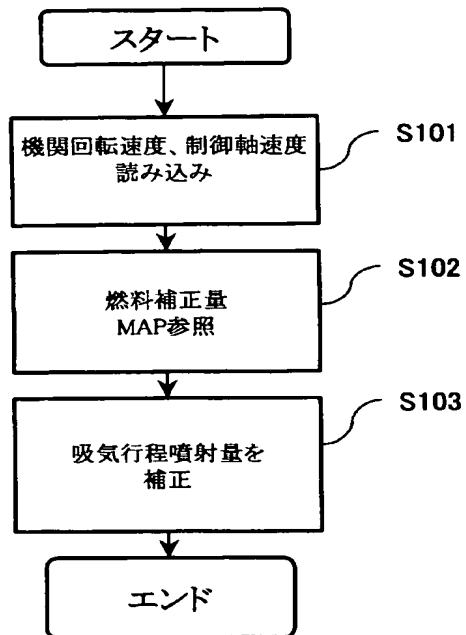 スタート
機関回転速度、制御軸速度
読み込み
S101
燃料補正量
MAP参照
S102
吸気行程噴射量を
補正
S103
エンド